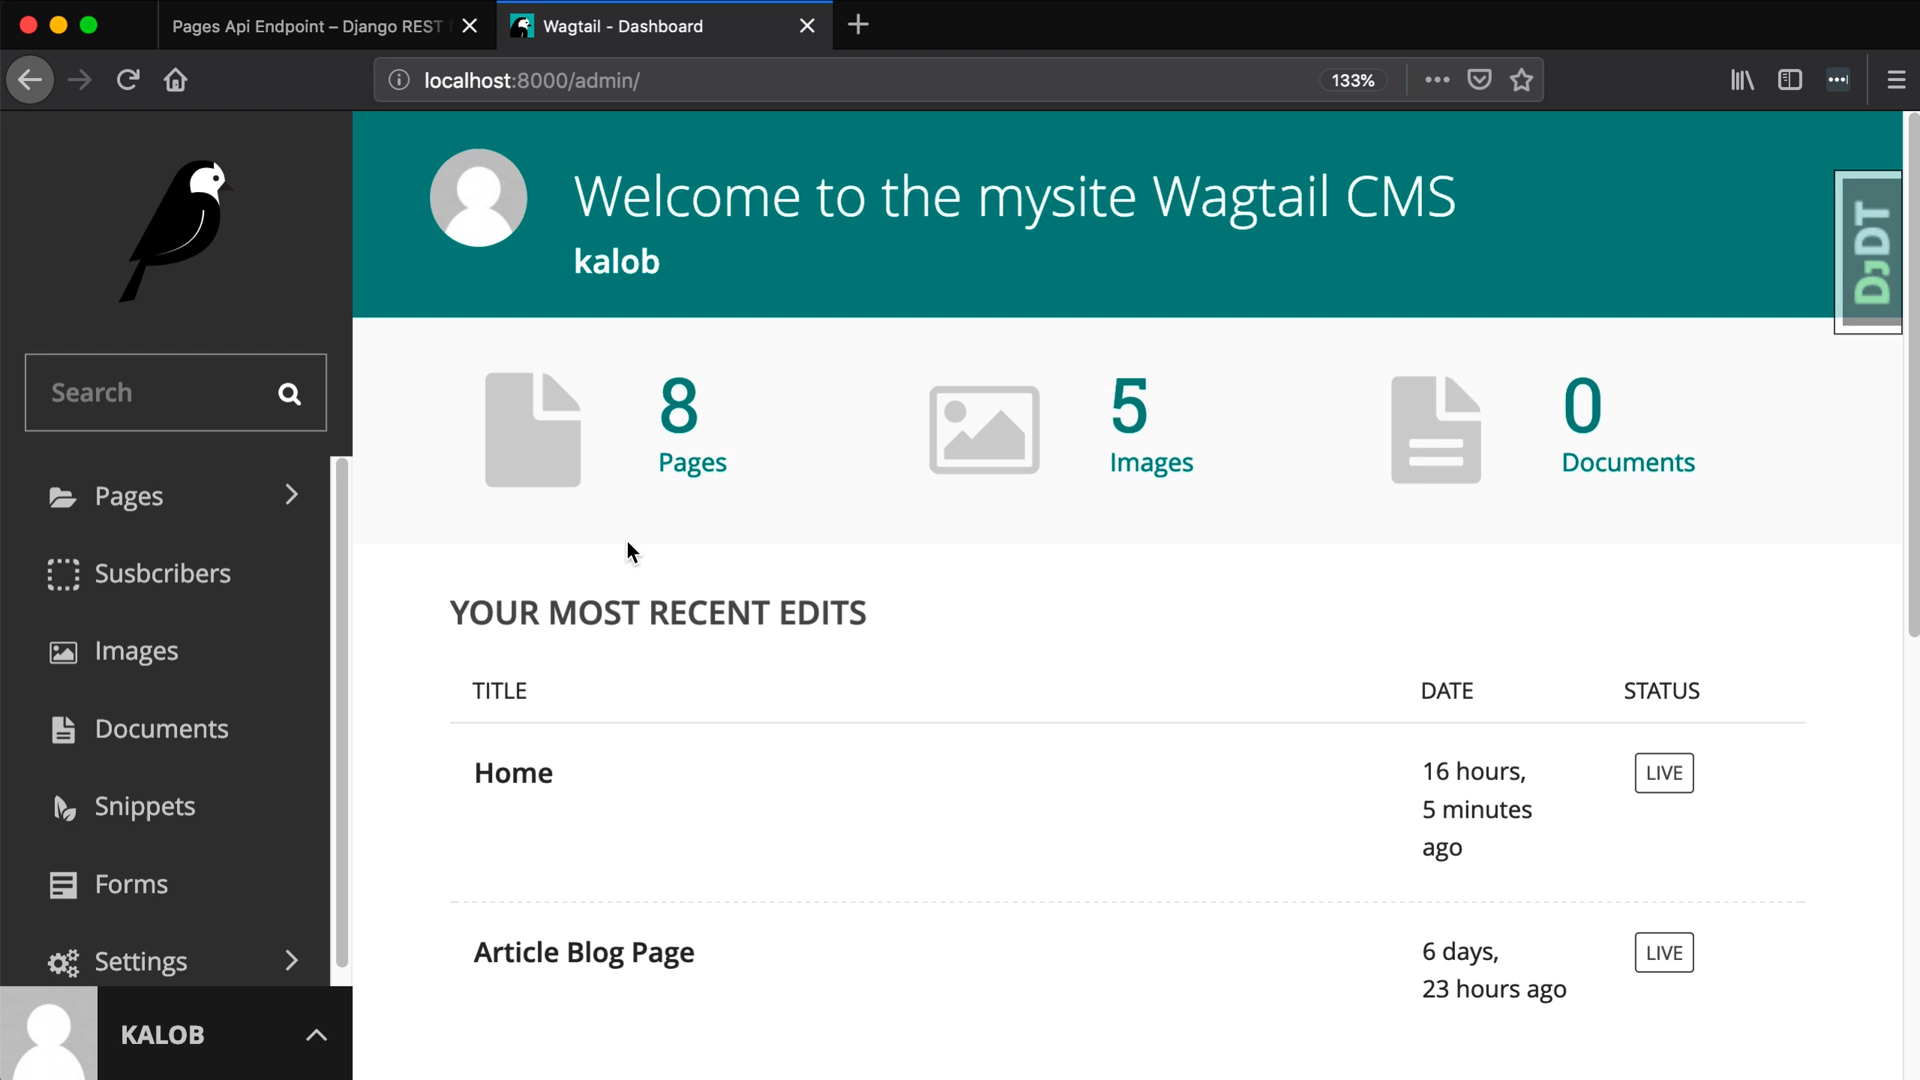 Pages Api Endpoint – Django REST
Wagtail - Dashboard
localhost:8000/admin/
133%
Welcome to the mysite Wagtail CMS
kalob
DJDT
Search
8
Pages
5
Images
0
Documents
Pages
Susbcribers
Images
Documents
Snippets
Forms
Settings
KALOB
YOUR MOST RECENT EDITS
TITLE DATE STATUS
Home 16 hours, LIVE
5 minutes
ago
Article Blog Page 6 days, LIVE
23 hours ago